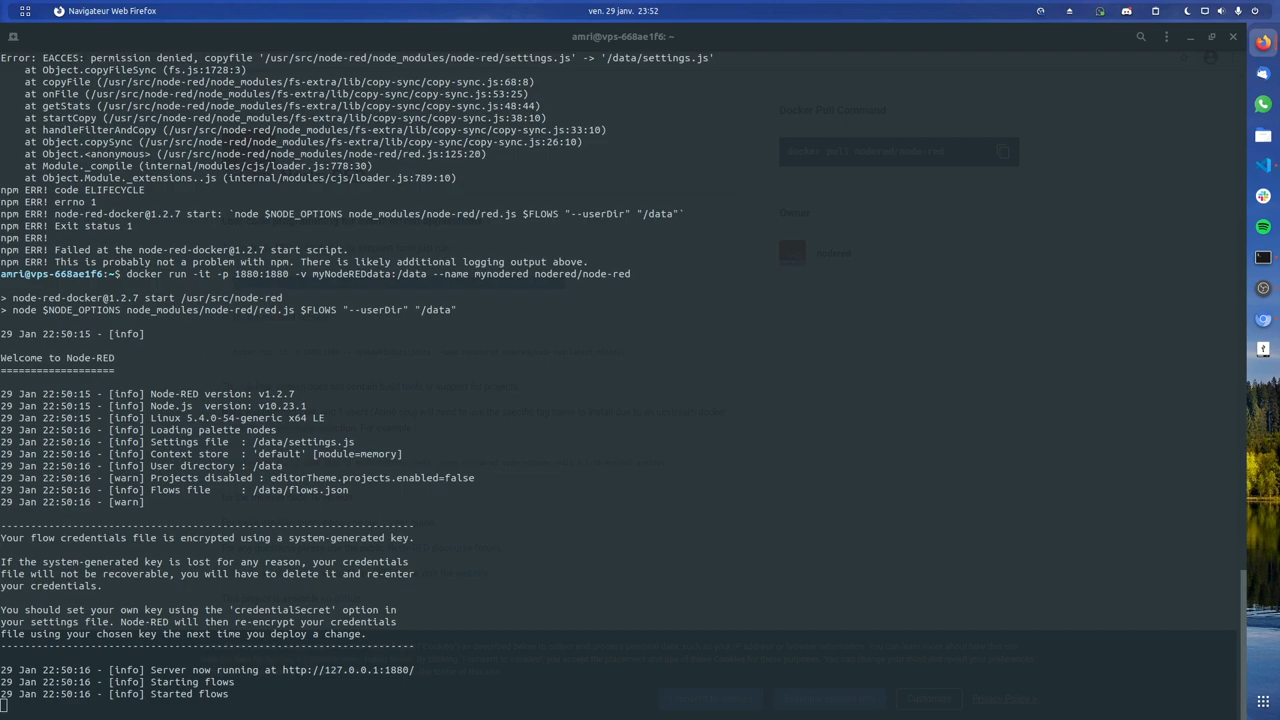 Navigateur Web Firefox
ven. 29 janv. 23:52
amri@vps-668ae1f6: ~
Error: EACCES: permission denied, copyfile '/usr/src/node-red/node_modules/node-red/settings.js' -> '/data/settings.js'
    at Object.copyFileSync (fs.js:1728:3)
    at copyFile (/usr/src/node-red/node_modules/fs-extra/lib/copy-sync/copy-sync.js:68:8)
    at onFile (/usr/src/node-red/node_modules/fs-extra/lib/copy-sync/copy-sync.js:53:25)
    at getStats (/usr/src/node-red/node_modules/fs-extra/lib/copy-sync/copy-sync.js:48:44)
    at startCopy (/usr/src/node-red/node_modules/fs-extra/lib/copy-sync/copy-sync.js:38:10)
    at handleFilterAndCopy (/usr/src/node-red/node_modules/fs-extra/lib/copy-sync/copy-sync.js:33:10)
    at Object.copySync (/usr/src/node-red/node_modules/fs-extra/lib/copy-sync/copy-sync.js:26:10)
    at Object.<anonymous> (/usr/src/node-red/node_modules/node-red/red.js:125:20)
    at Module._compile (internal/modules/cjs/loader.js:778:30)
    at Object.Module._extensions..js (internal/modules/cjs/loader.js:789:10)
npm ERR! code ELIFECYCLE
npm ERR! errno 1
npm ERR! node-red-docker@1.2.7 start: `node $NODE_OPTIONS node_modules/node-red/red.js $FLOWS "--userDir" "/data"`
npm ERR! Exit status 1
npm ERR!
npm ERR! Failed at the node-red-docker@1.2.7 start script.
npm ERR! This is probably not a problem with npm. There is likely additional logging output above.
amri@vps-668ae1f6:~$ docker run -it -p 1880:1880 -v myNodeREDdata:/data --name mynodered nodered/node-red
> node-red-docker@1.2.7 start /usr/src/node-red
> node $NODE_OPTIONS node_modules/node-red/red.js $FLOWS "--userDir" "/data"
29 Jan 22:50:15 - [info]
Welcome to Node-RED
===================
29 Jan 22:50:15 - [info] Node-RED version: v1.2.7
29 Jan 22:50:15 - [info] Node.js  version: v10.23.1
29 Jan 22:50:15 - [info] Linux 5.4.0-54-generic x64 LE
29 Jan 22:50:16 - [info] Loading palette nodes
29 Jan 22:50:16 - [info] Settings file  : /data/settings.js
29 Jan 22:50:16 - [info] Context store  : 'default' [module=memory]
29 Jan 22:50:16 - [info] User directory : /data
29 Jan 22:50:16 - [warn] Projects disabled : editorTheme.projects.enabled=false
29 Jan 22:50:16 - [info] Flows file     : /data/flows.json
29 Jan 22:50:16 - [warn]
---------------------------------------------------------------------
Your flow credentials file is encrypted using a system-generated key.
If the system-generated key is lost for any reason, your credentials
file will not be recoverable, you will have to delete it and re-enter
your credentials.
You should set your own key using the 'credentialSecret' option in
your settings file. Node-RED will then re-encrypt your credentials
file using your chosen key the next time you deploy a change.
---------------------------------------------------------------------
29 Jan 22:50:16 - [info] Server now running at http://127.0.0.1:1880/
29 Jan 22:50:16 - [info] Starting flows
29 Jan 22:50:16 - [info] Started flows
Docker Pull Command
docker pull nodered/node-red
Owner
nodered
Privacy Policy